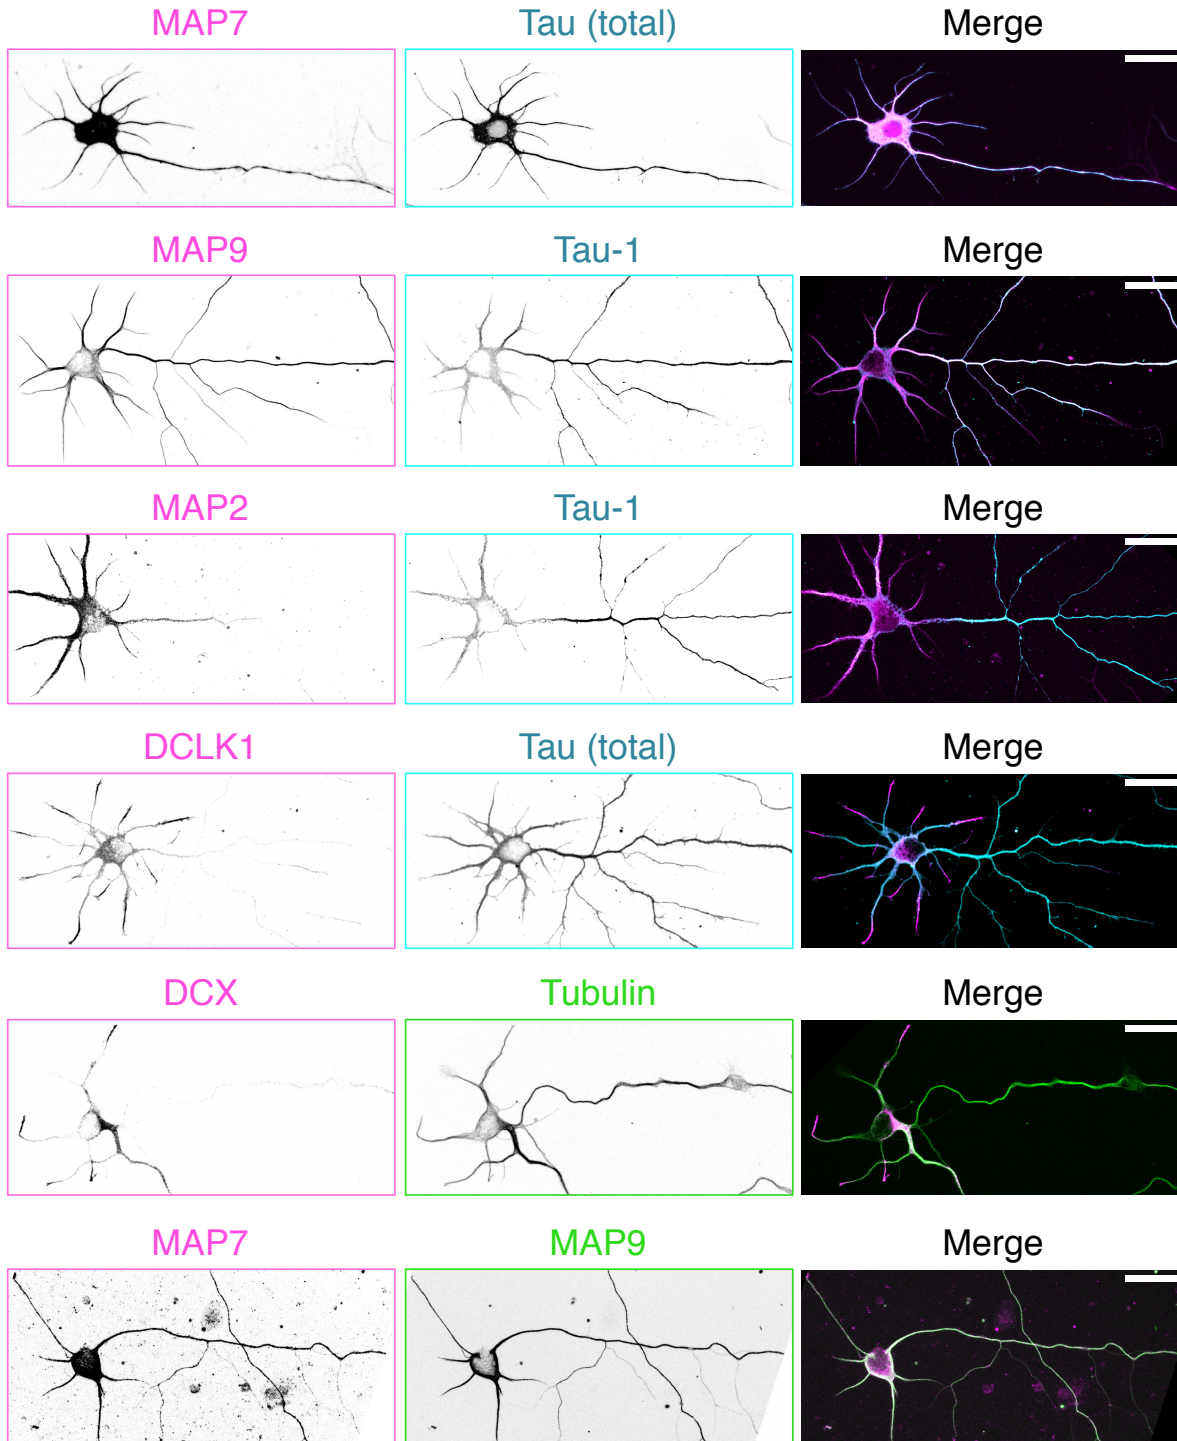 MAP7 Tau (total) Merge
MAP9 Tau-1 Merge
MAP2 Tau-1 Merge
DCLK1 Tau (total) Merge
DCX Tubulin Merge
MAP7 MAP9 Merge